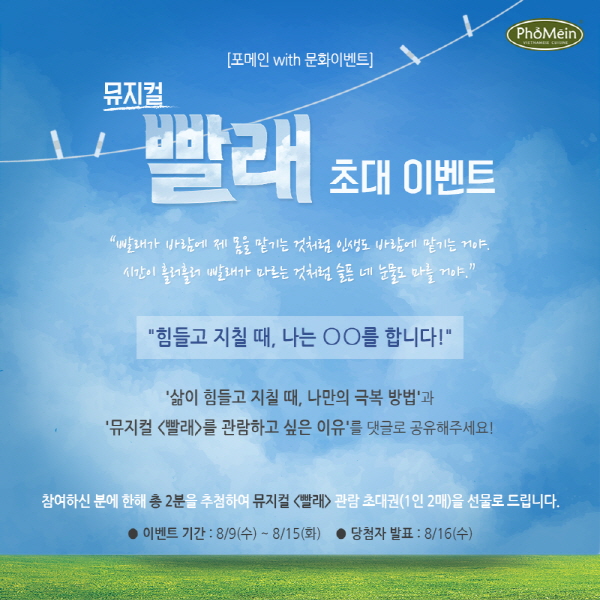 PhỏMein
VIETNAMESE CUISINE
[포메인 with 문화이벤트]
뮤지컬
빨래 초대 이벤트
"빨래가 바람에 제 몸을 맡기는 것처럼 인생도 바람에 맡기는 거야.
시간이 흘러흘러 빨래가 마르는 것처럼 슬픈 네 눈물도 마를 거야."
"힘들고 지칠 때, 나는 〇〇를 합니다!"
'삶이 힘들고 지칠 때, 나만의 극복 방법'과
'뮤지컬 <빨래>를 관람하고 싶은 이유'를 댓글로 공유해주세요!
참여하신 분에 한해 총 2분을 추첨하여 뮤지컬 <빨래> 관람 초대권(1인 2매)을 선물로 드립니다.
● 이벤트 기간 : 8/9(수) ~ 8/15(화) ● 당첨자 발표 : 8/16(수)